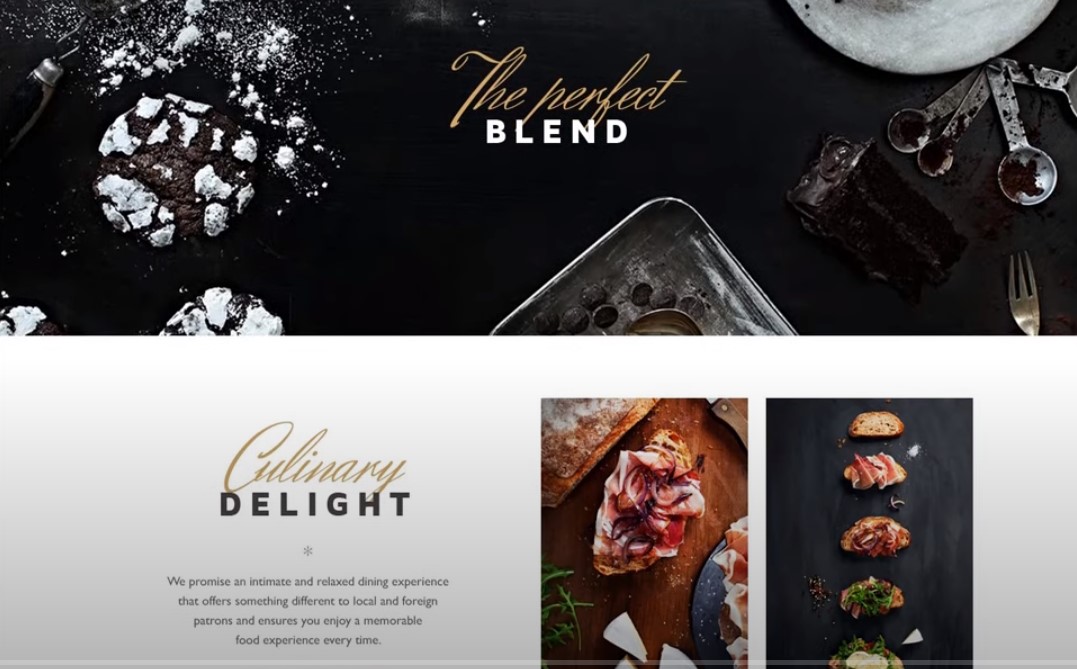 The perfect
BLEND
Culinary
DELIGHT
We promise an intimate and relaxed dining experience
that offers something different to local and foreign
patrons and ensures you enjoy a memorable
food experience every time.